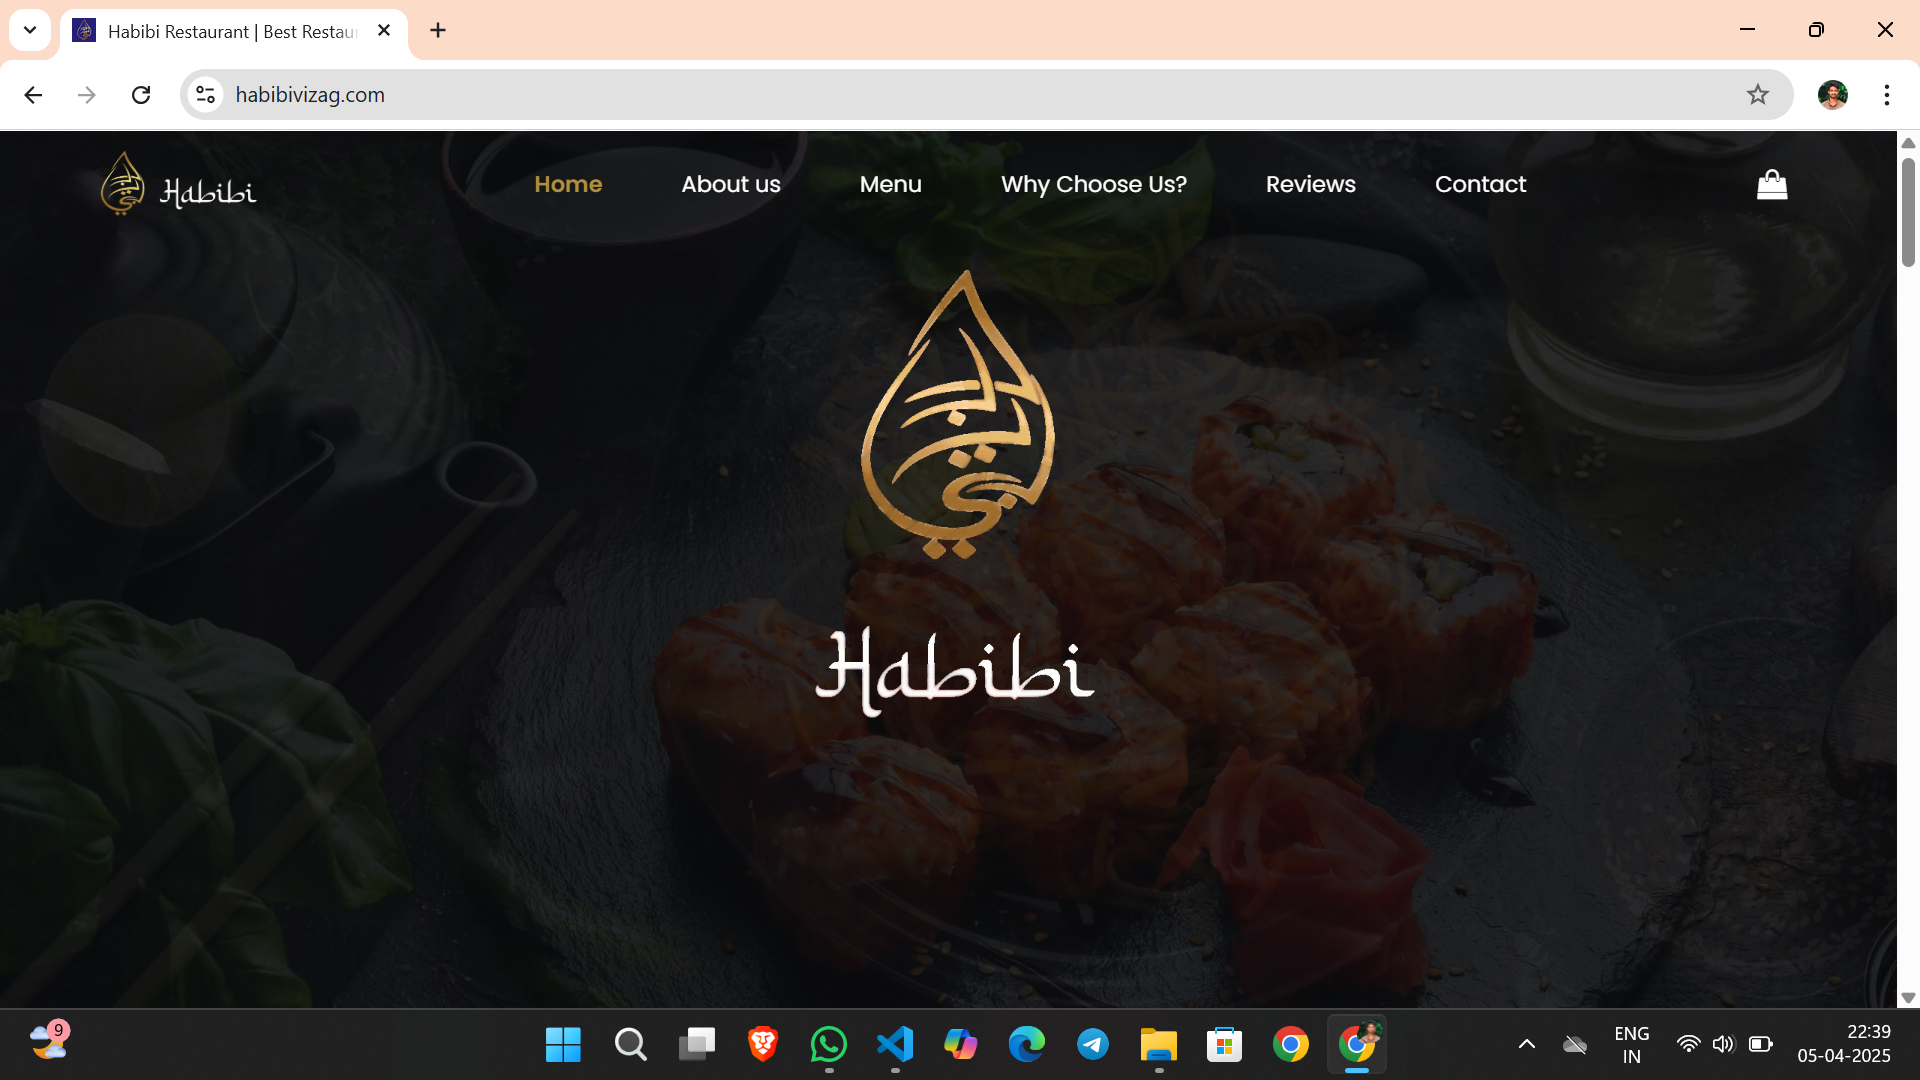 Habibi Restaurant | Best Restau
habibivizag.com
Habibi
Home
About us
Menu
Why Choose Us?
Reviews
Contact
Habibi
9
ENG
IN
22:39
05-04-2025